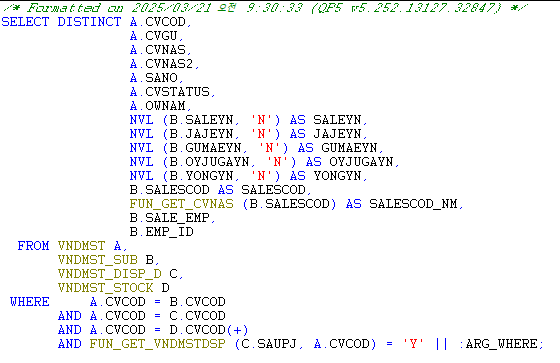 /* Formatted on 2025/03/21 오전 9:30:33 (QP5 v5.252.13127.32847) */
SELECT DISTINCT A.CVCOD,
A.CVGU,
A.CVNAS,
A.CVNAS2,
A.SANO,
A.CVSTATUS,
A.OWNAM,
NVL (B.SALEYN, 'N') AS SALEYN,
NVL (B.JAJEYN, 'N') AS JAJEYN,
NVL (B.GUMAEYN, 'N') AS GUMAEYN,
NVL (B.OYJUGAYN, 'N') AS OYJUGAYN,
NVL (B.YONGYN, 'N') AS YONGYN,
B.SALESCOD AS SALESCOD,
FUN_GET_CVNAS (B.SALESCOD) AS SALESCOD_NM,
B.SALE_EMP,
B.EMP_ID
FROM VNDMST A,
VNDMST_SUB B,
VNDMST_DISP_D C,
VNDMST_STOCK D
WHERE A.CVCOD = B.CVCOD
AND A.CVCOD = C.CVCOD
AND A.CVCOD = D.CVCOD(+)
AND FUN_GET_VNDMSTDSP (C.SAUPJ, A.CVCOD) = 'Y' || :ARG_WHERE;